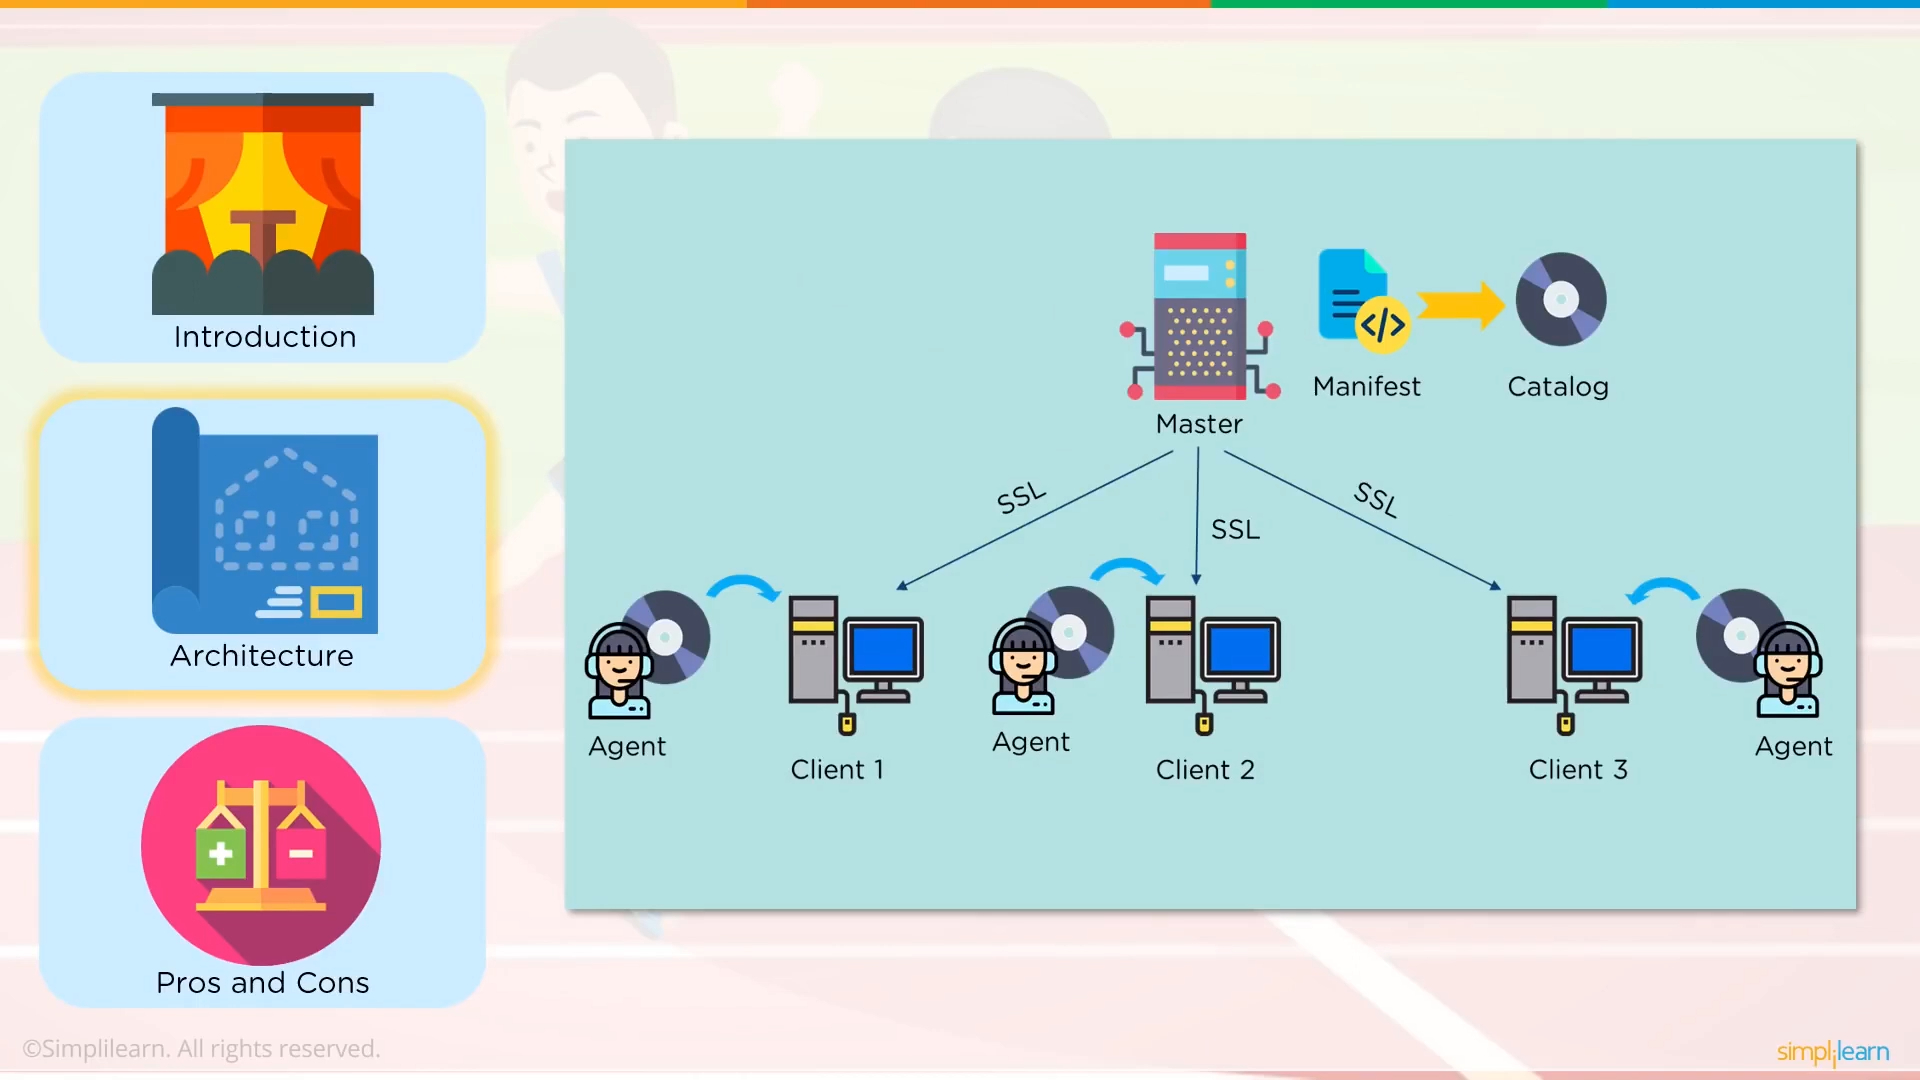 Introduction
Architecture
Pros and Cons
Master
Manifest
Catalog
SSL
SSL
SSL
Agent
Client 1
Agent
Client 2
Client 3
Agent
©Simplilearn. All rights reserved.
simplilearn